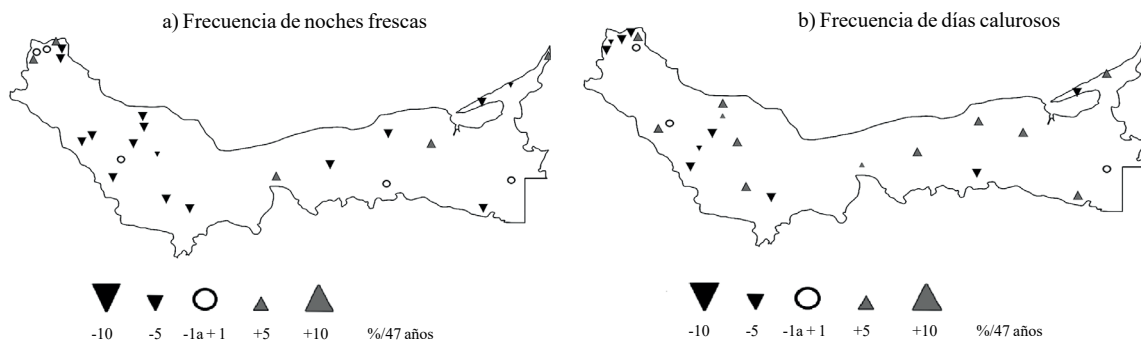 a) Frecuencia de noches frescas
b) Frecuencia de días calurosos
-10 -5 -1a + 1 +5 +10 %/47 años
-10 -5 -1a + 1 +5 +10 %/47 años